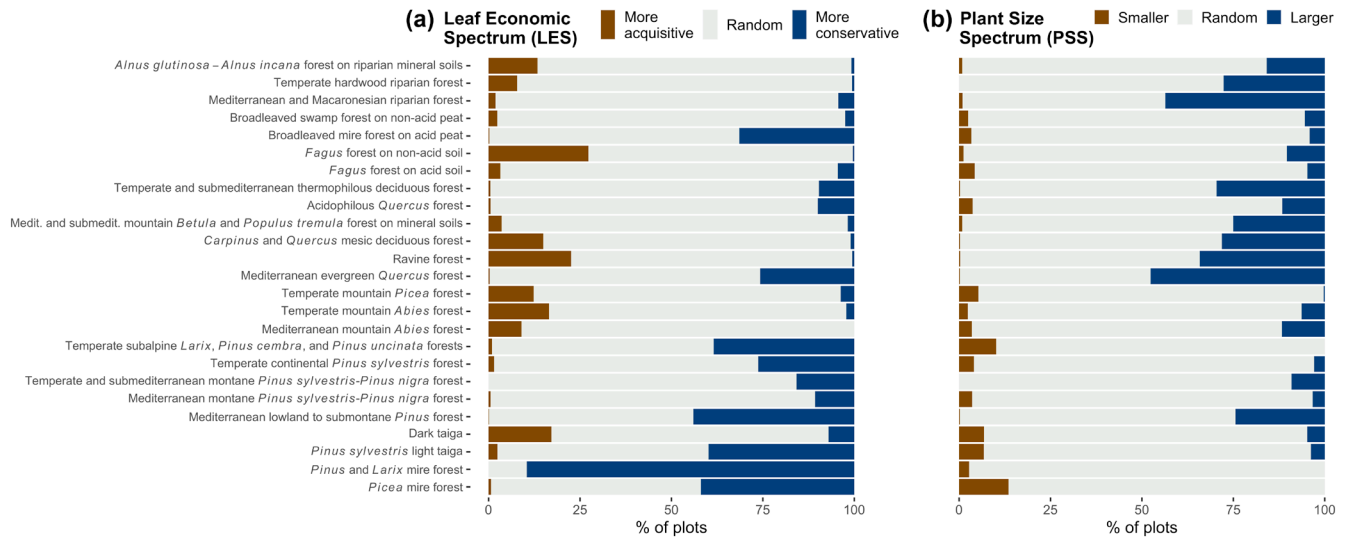 (a) Leaf Economic
Spectrum (LES)
More
acquisitive
Random
More
conservative
(b) Plant Size
Spectrum (PSS)
Smaller
Random
Larger
Alnus glutinosa – Alnus incana forest on riparian mineral soils
Temperate hardwood riparian forest
Mediterranean and Macaronesian riparian forest
Broadleaved swamp forest on non-acid peat
Broadleaved mire forest on acid peat
Fagus forest on non-acid soil
Fagus forest on acid soil
Temperate and submediterranean thermophilous deciduous forest
Acidophilous Quercus forest
Medit. and submedit. mountain Betula and Populus tremula forest on mineral soils
Carpinus and Quercus mesic deciduous forest
Ravine forest
Mediterranean evergreen Quercus forest
Temperate mountain Picea forest
Temperate mountain Abies forest
Mediterranean mountain Abies forest
Temperate subalpine Larix, Pinus cembra, and Pinus uncinata forests
Temperate continental Pinus sylvestris forest
Temperate and submediterranean montane Pinus sylvestris-Pinus nigra forest
Mediterranean montane Pinus sylvestris-Pinus nigra forest
Mediterranean lowland to submontane Pinus forest
Dark taiga
Pinus sylvestris light taiga
Pinus and Larix mire forest
Picea mire forest
0 25 50 75 100
% of plots
0 25 50 75 100
% of plots